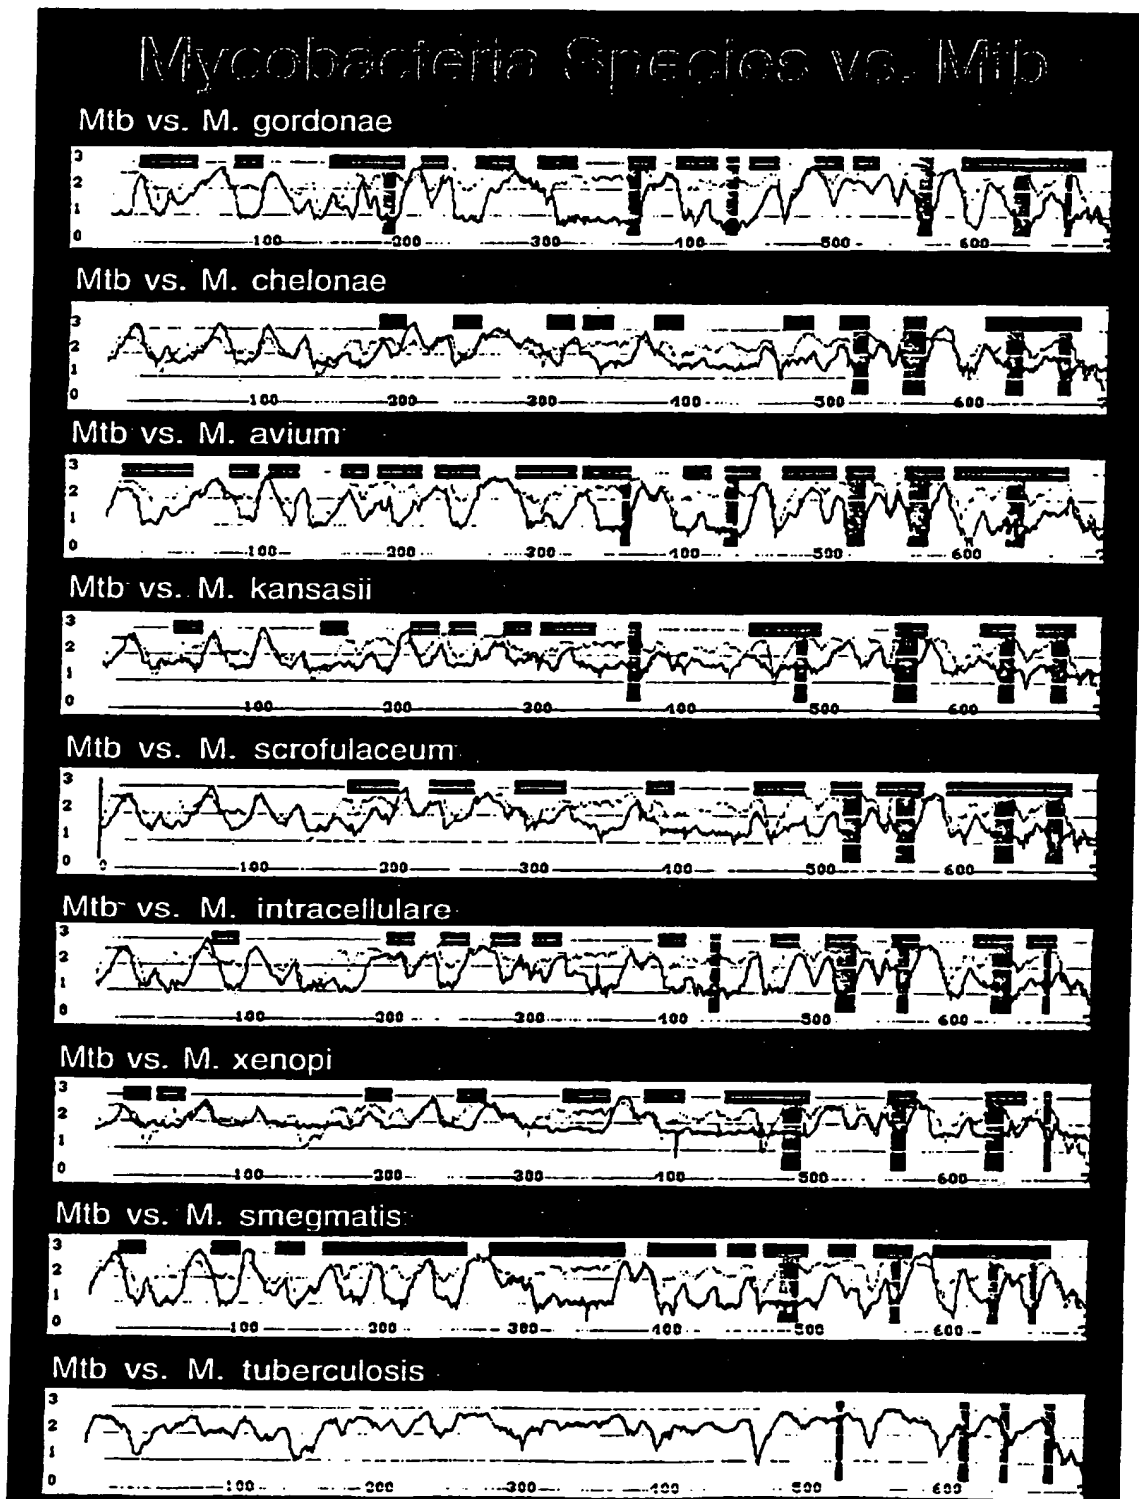 Mycobacteria Species vs. Mtb
Mtb vs. M. gordonae
3
2
1
0
100 200 300 400 500 600
Mtb vs. M. chelonae
3
2
1
0
100 200 300 400 500 600
Mtb vs. M. avium
3
2
1
0
100 200 300 400 500 600
Mtb vs. M. kansasii
3
2
1
0
100 200 300 400 500 600
Mtb vs. M. scrofulaceum
3
2
1
0
0 100 200 300 400 500 600
Mtb vs. M. intracellulare
3
2
1
0
100 200 300 400 500 600
Mtb vs. M. xenopi
3
2
1
0
100 200 300 400 500 600
Mtb vs. M. smegmatis
3
2
1
0
100 200 300 400 500 600
Mtb vs. M. tuberculosis
3
2
1
0
100 200 300 400 500 600